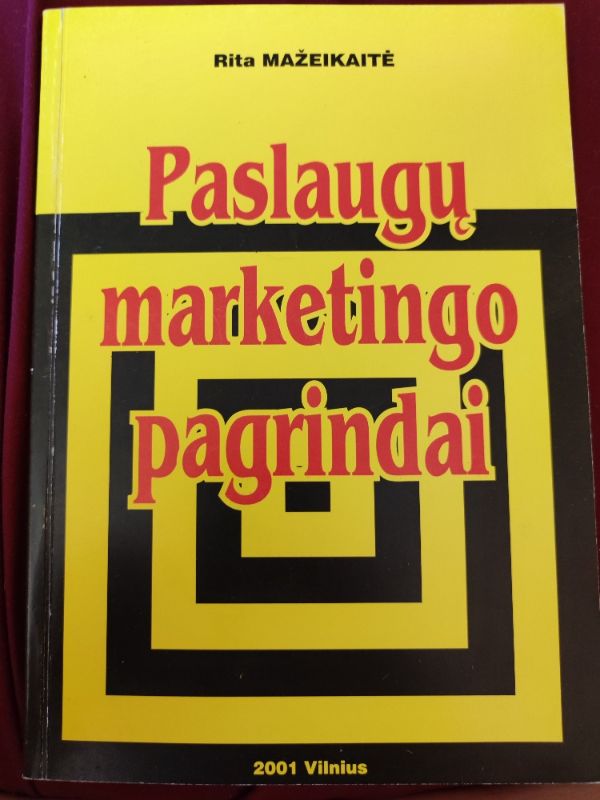 Rita MAŽEIKAITĖ
Paslaugų
marketingo
pagrindai
2001 Vilnius